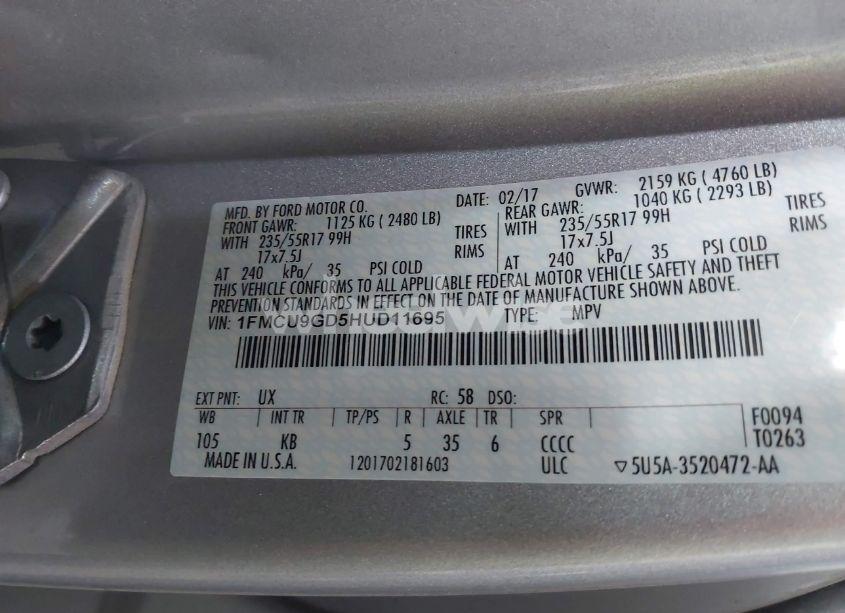 MFD. BY FORD MOTOR CO. DATE: 02/17 GVWR: 2159 KG ( 4760 LB)
FRONT GAWR: 1125 KG ( 2480 LB) REAR GAWR: 1040 KG ( 2293 LB)
WITH 235/55R17 99H TIRES WITH 235/55R17 99H TIRES
17x7.5J RIMS 17x7.5J RIMS
AT 240 kPa/ 35 PSI COLD AT 240 kPa/ 35 PSI COLD
THIS VEHICLE CONFORMS TO ALL APPLICABLE FEDERAL MOTOR VEHICLE SAFETY AND THEFT
PREVENTION STANDARDS IN EFFECT ON THE DATE OF MANUFACTURE SHOWN ABOVE.
VIN: 1FMCU9GD5HUD11695 TYPE: MPV
EXT PNT: UX RC: 58 DSO:
WB INT TR TP/PS R AXLE TR SPR F0094
105 KB 5 35 6 CCCC T0263
MADE IN U.S.A. 1201702181603 ULC ▽5U5A-3520472-AA